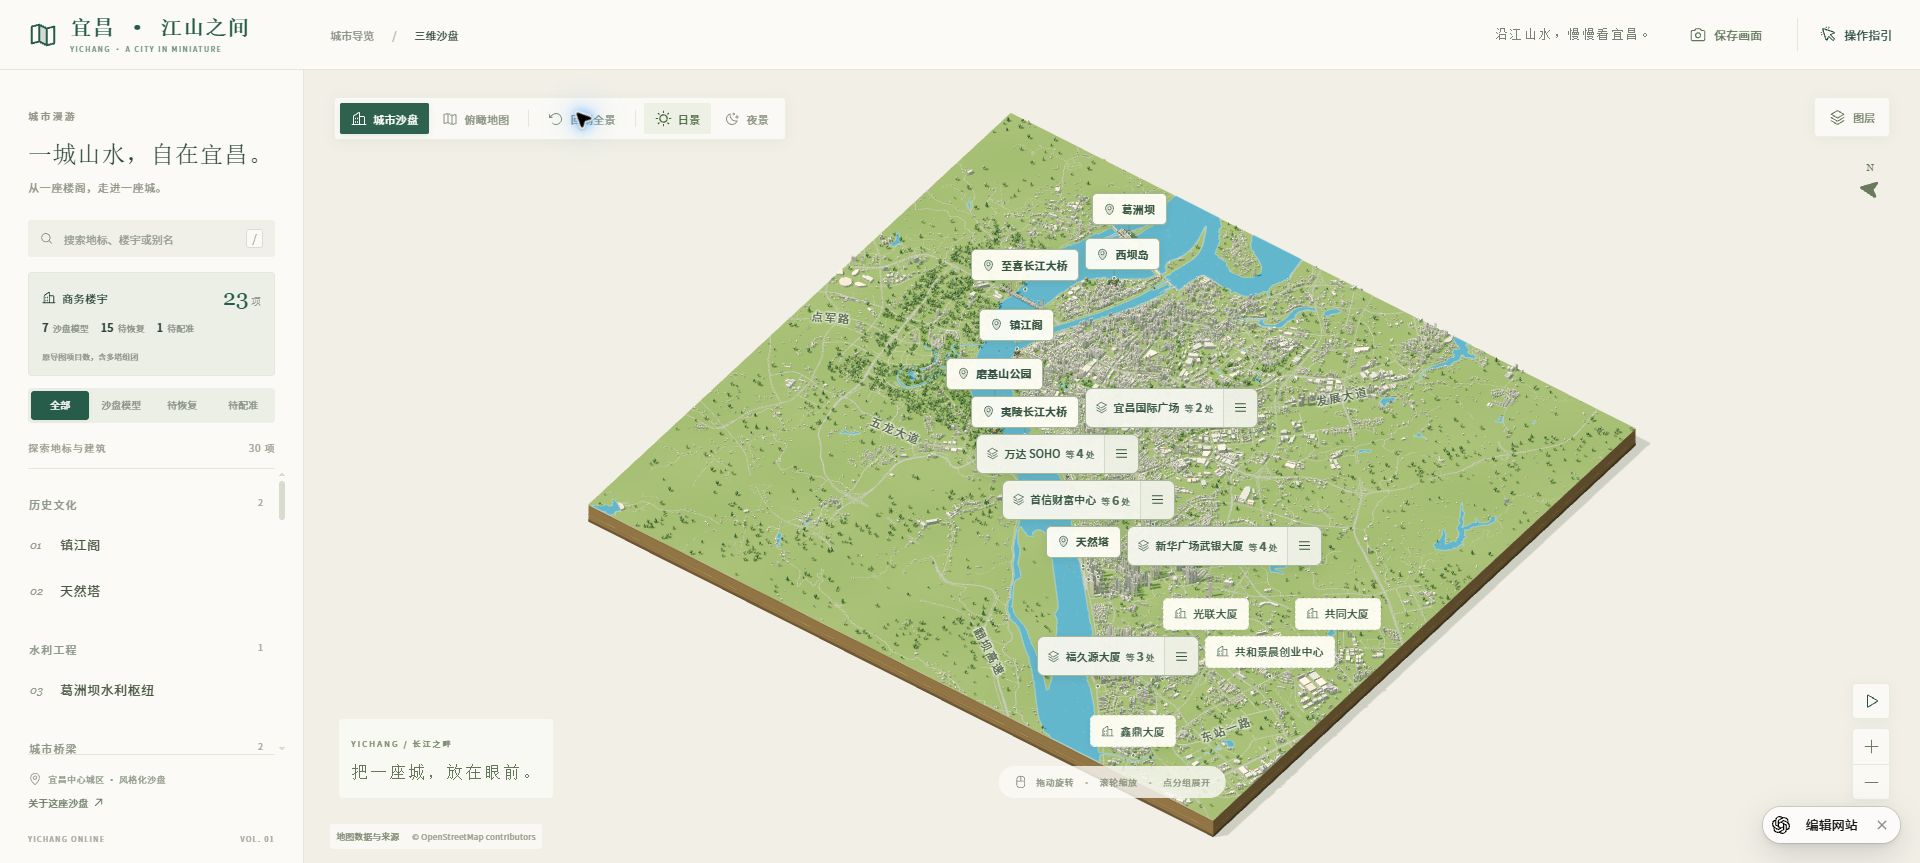 宜昌 • 江山之间
YICHANG • A CITY IN MINIATURE
城市导览 / 三维沙盘
沿江山水，慢慢看宜昌。
保存画面
操作指引
城市漫游
一城山水，自在宜昌。
从一座楼阁，走进一座城。
搜索地标、楼宇或别名 /
商务楼宇 23 项
7 沙盘模型 15 待恢复 1 待配准
原导图项目数，含多塔组团
全部 沙盘模型 待恢复 待配准
探索地标与建筑 30 项
历史文化 2
01 镇江阁
02 天然塔
水利工程 1
03 葛洲坝水利枢纽
城市桥梁 2
宜昌中心城区 • 风格化沙盘
关于这座沙盘
YICHANG ONLINE VOL. 01
城市沙盘 俯瞰地图 全景 日景 夜景
图层
N
葛洲坝
西坝岛
至喜长江大桥
点军路
镇江阁
磨基山公园
发展大道
宜昌国际广场 等 2 处
夷陵长江大桥
五龙大道
万达 SOHO 等 4 处
首信财富中心 等 6 处
天然塔
新华广场武银大厦 等 4 处
光联大厦
共同大厦
翻坝高速
福久源大厦 等 3 处
共和景晨创业中心
鑫鼎大厦
东站一路
YICHANG / 长江之畔
把一座城，放在眼前。
拖动旋转 • 滚轮缩放 • 点分组展开
地图数据与来源 © OpenStreetMap contributors
编辑网站